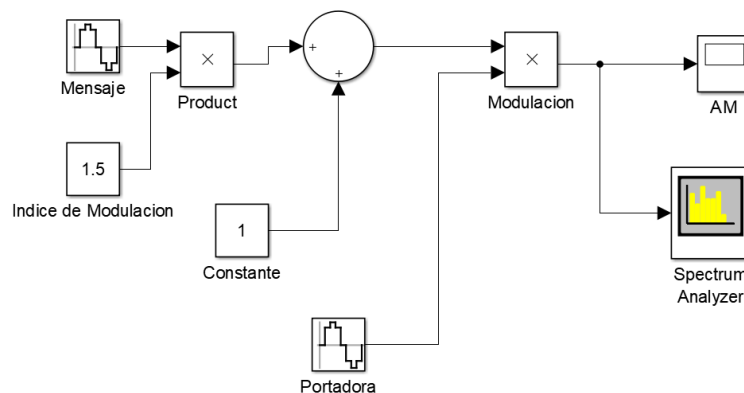 Mensaje
×
Product
+
+
×
Modulacion
AM
1.5
Indice de Modulacion
1
Constante
Spectrum
Analyzer
Portadora